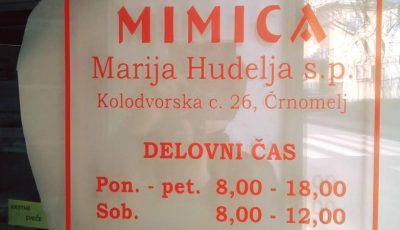 MIMICA
Marija Hudelja s.p.
Kolodvorska c. 26, Črnomelj
DELOVNI ČAS
Pon. - pet. 8,00 - 18,00
Sob. 8,00 - 12,00
sveče